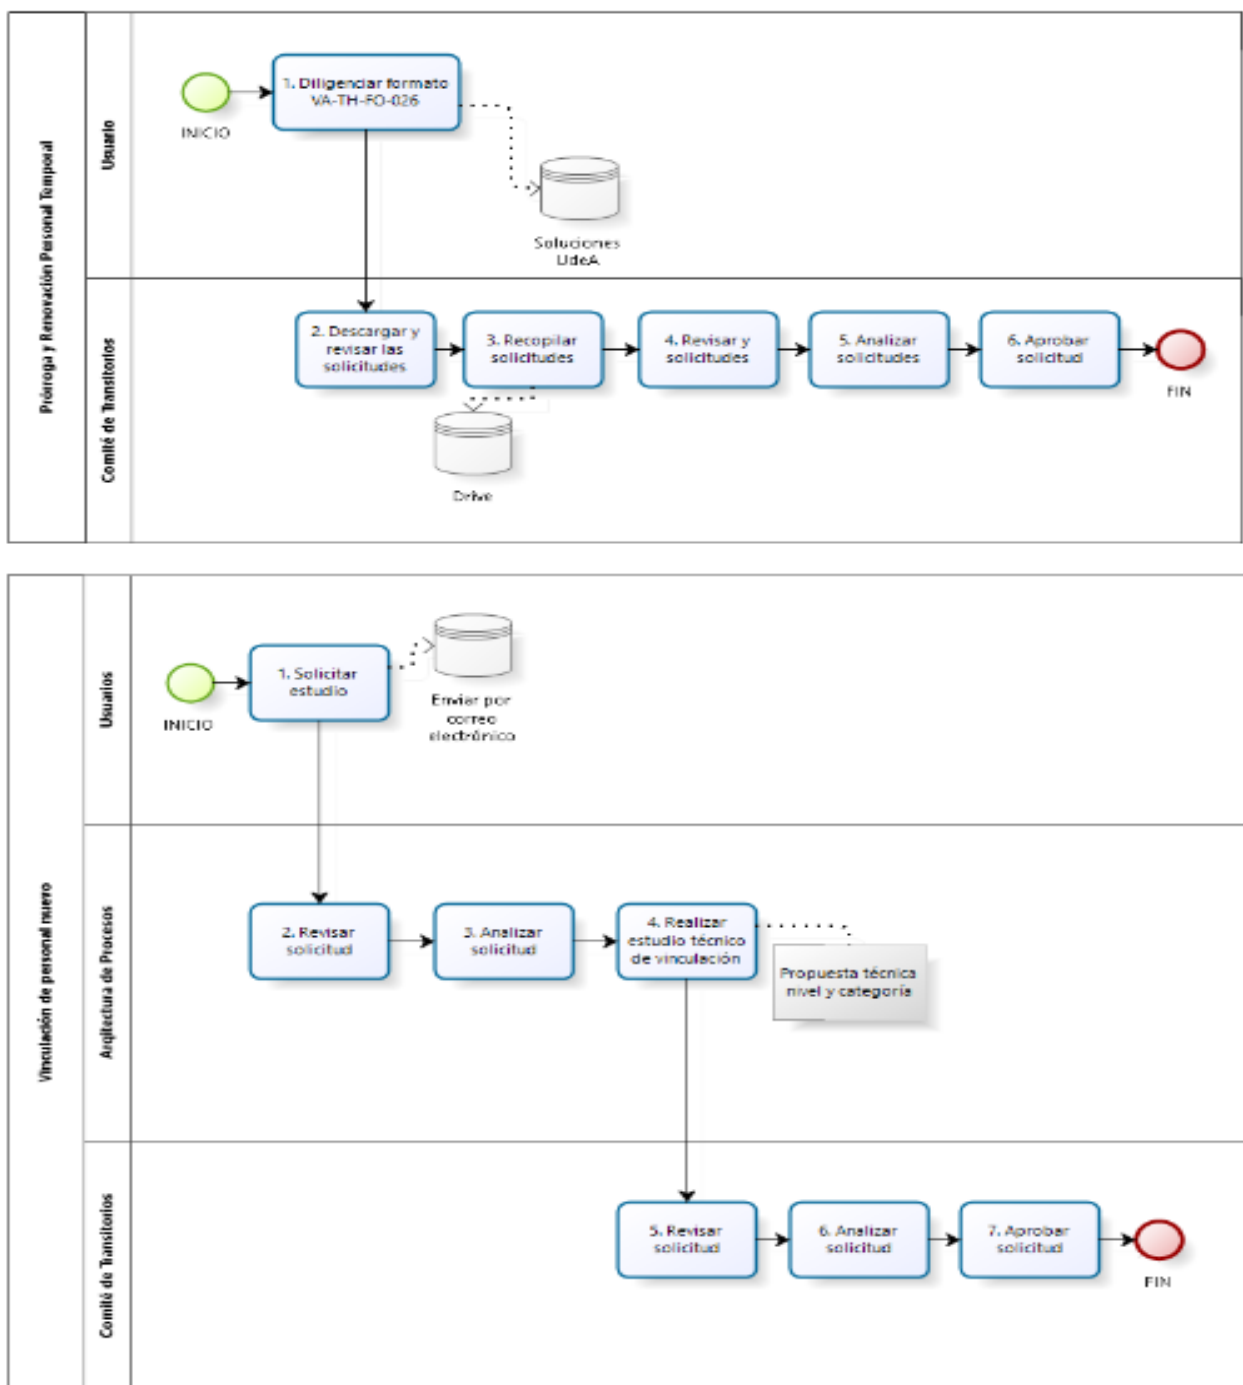 Prórroga y Renovación Personal Temporal
Usuario
INICIO
1. Diligenciar formato
VA-TH-FO-026
Soluciones
UdeA
Comité de Transitorios
2. Descargar y
revisar las
solicitudes
3. Recopilar
solicitudes
4. Revisar y
solicitudes
5. Analizar
solicitudes
6. Aprobar
solicitud
FIN
Drive
Vinculación de personal nuevo
Usuarios
INICIO
1. Solicitar
estudio
Enviar por
correo
electrónico
Arqitectura de Procesos
2. Revisar
solicitud
3. Analizar
solicitud
4. Realizar
estudio técnico
de vinculación
Propuesta técnica
nivel y categoría
Comité de Transitorios
5. Revisar
solicitud
6. Analizar
solicitud
7. Aprobar
solicitud
FIN